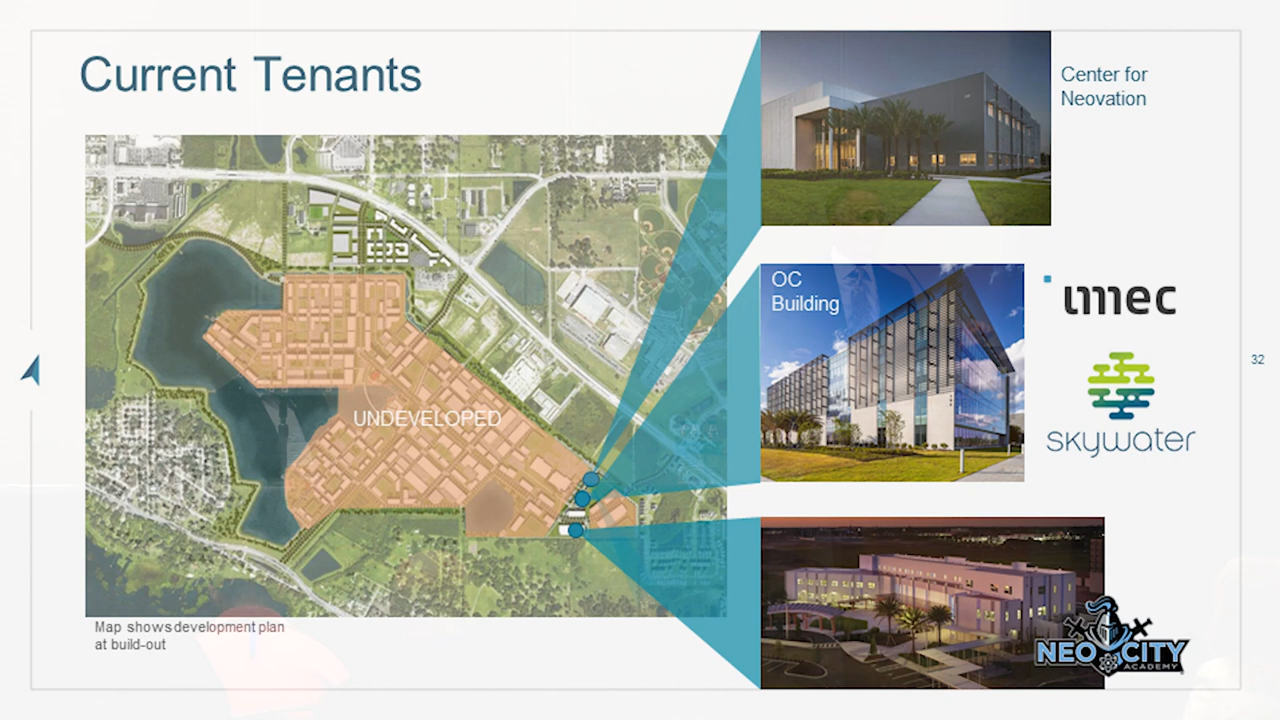 Current Tenants
Center for
Neovation
OC
Building
imec
skywater
32
UNDEVELOPED
Map shows development plan
at build-out
NEO CITY
ACADEMY